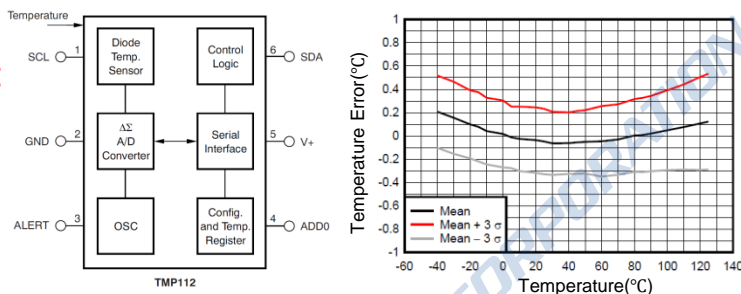 Temperature
SCL
1
Diode
Temp.
Sensor
Control
Logic
6
SDA
GND
2
ΔΣ
A/D
Converter
Serial
Interface
5
V+
ALERT
3
OSC
Config.
and Temp.
Register
4
ADD0
TMP112
Temperature Error(°C)
1
0.8
0.6
0.4
0.2
0
-0.2
-0.4
-0.6
-0.8
-1
Mean
Mean + 3 σ
Mean – 3 σ
-60 -40 -20 0 20 40 60 80 100 120 140
Temperature(°C)